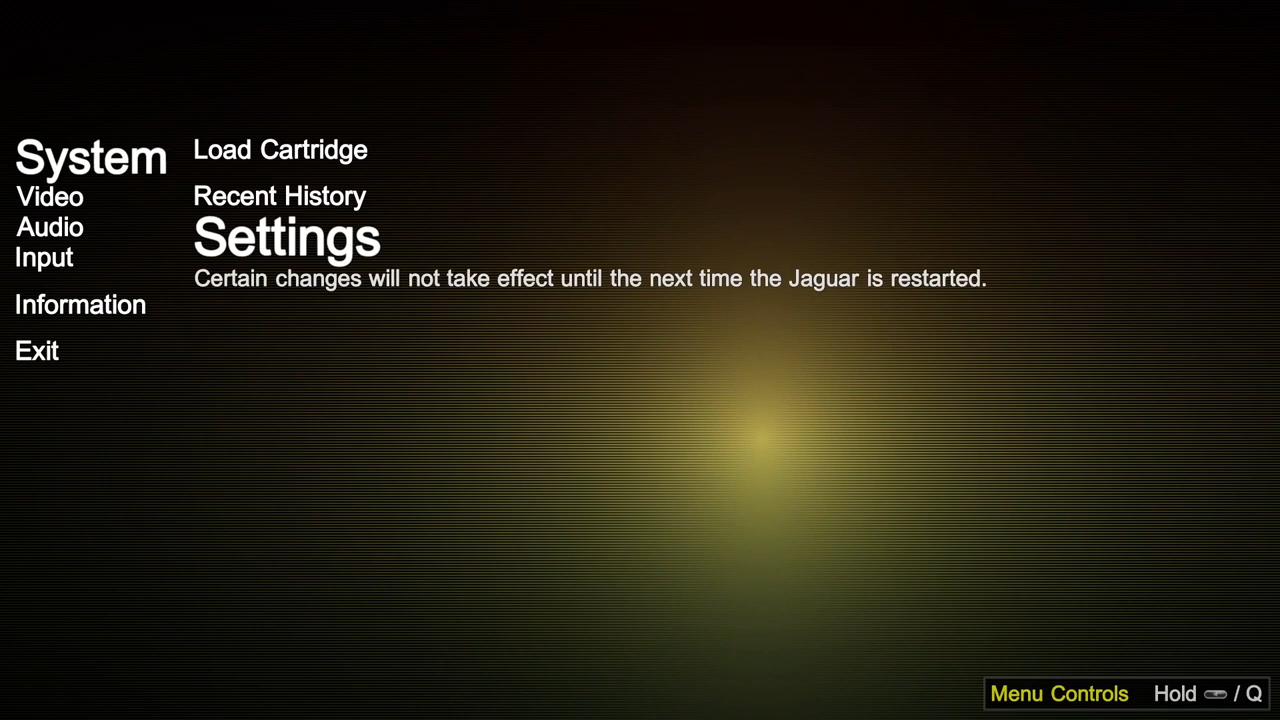 System
Video
Audio
Input
Information
Exit
Load Cartridge
Recent History
Settings
Certain changes will not take effect until the next time the Jaguar is restarted.
Menu Controls Hold / Q